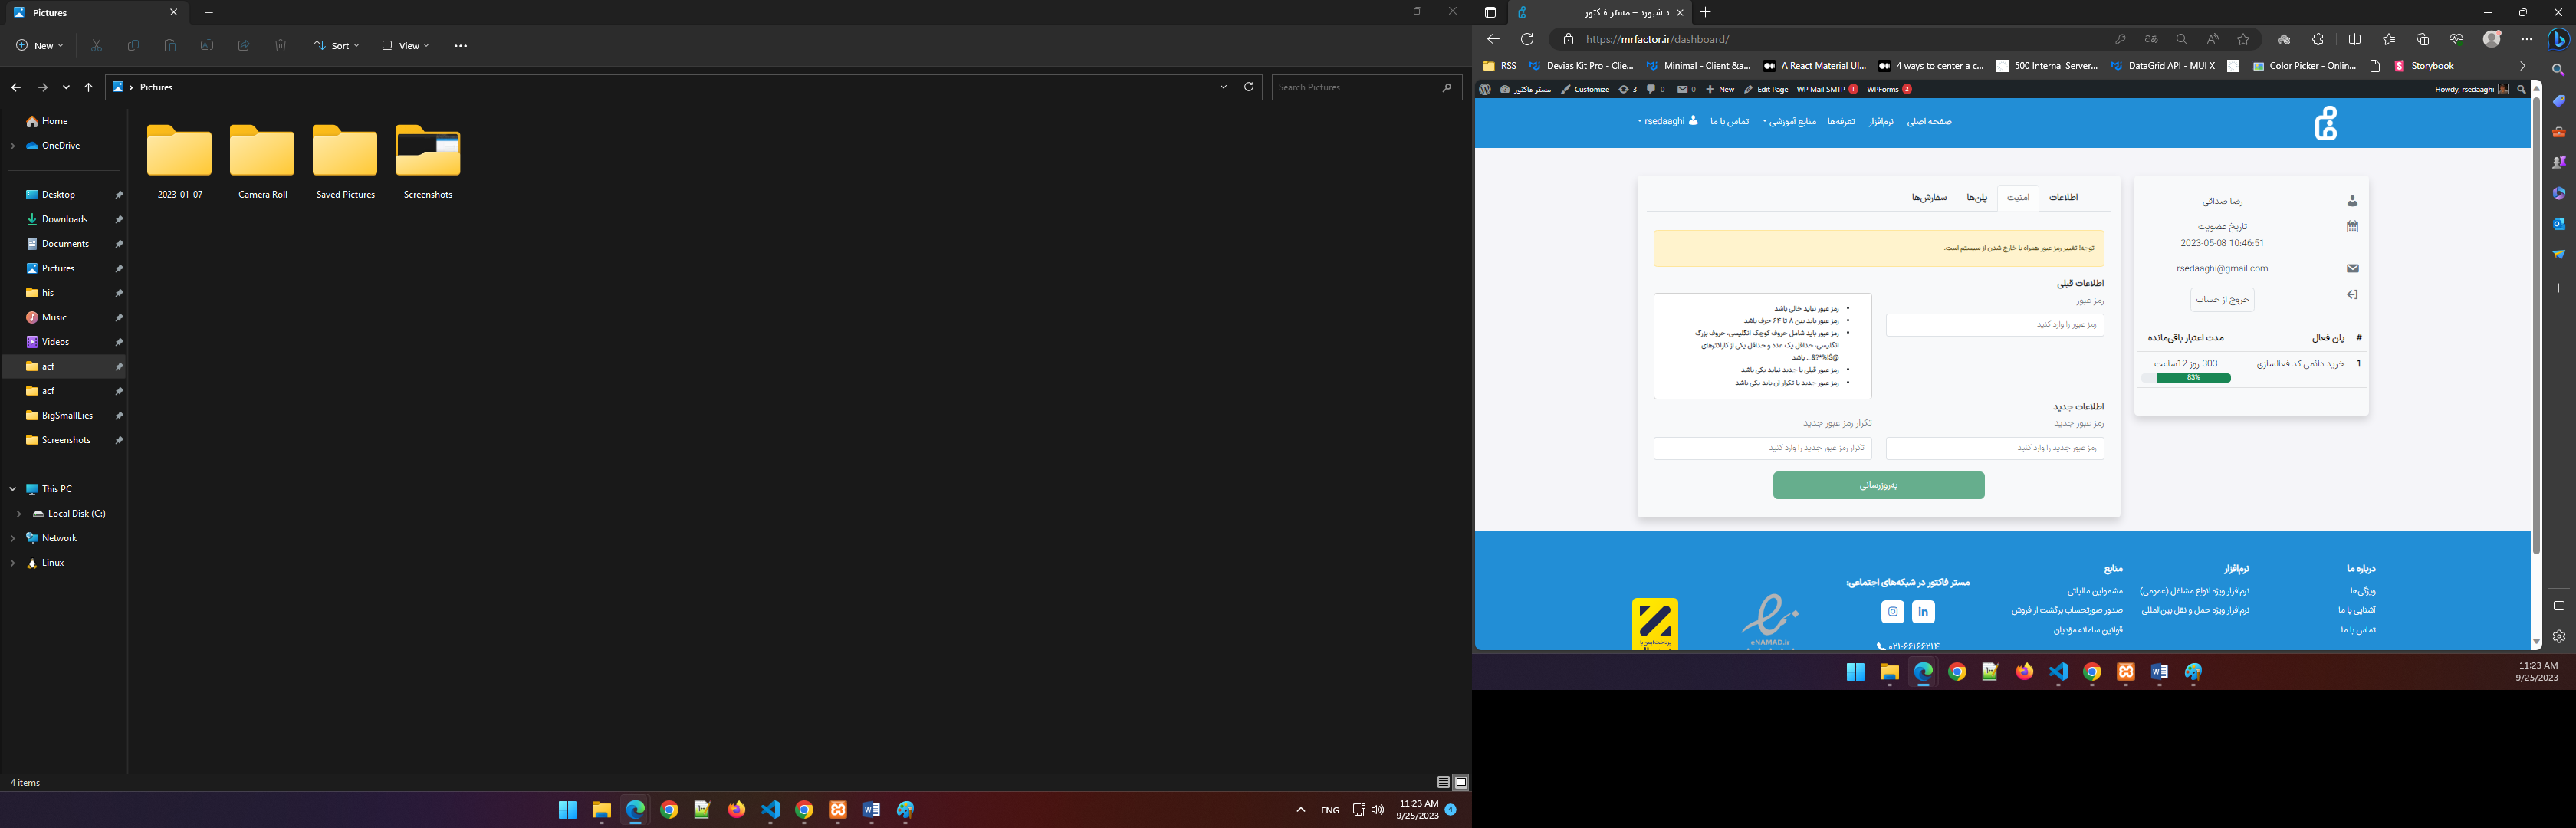 Pictures
New
Sort
View
Pictures
Search Pictures
Home
OneDrive
Desktop
Downloads
Documents
Pictures
his
Music
Videos
acf
acf
BigSmallLies
Screenshots
This PC
Local Disk (C:)
Network
Linux
2023-01-07
Camera Roll
Saved Pictures
Screenshots
4 items
ENG
11:23 AM
9/25/2023
4
داشبورد – مستر فاکتور
https://mrfactor.ir/dashboard/
RSS
Devias Kit Pro - Clie...
Minimal - Client &a...
A React Material UI...
4 ways to center a c...
500 Internal Server...
DataGrid API - MUI X
Color Picker - Onlin...
Storybook
مستر فاکتور
Customize
3
0
0
New
Edit Page
WP Mail SMTP !
WPForms 2
Howdy, rsedaaghi
صفحه اصلی
نرم‌افزار
تعرفه‌ها
منابع آموزشی
تماس با ما
rsedaaghi
رضا صداقی
تاریخ عضویت
2023-05-08 10:46:51
rsedaaghi@gmail.com
خروج از حساب
# پلن فعال مدت اعتبار باقی‌مانده
1 خرید دائمی کد فعالسازی 303 روز 12ساعت
83%
اطلاعات
امنیت
پلن‌ها
سفارش‌ها
توجه! تغییر رمز عبور همراه با خارج شدن از سیستم است.
اطلاعات قبلی
رمز عبور
رمز عبور را وارد کنید
رمز عبور نباید خالی باشد
رمز عبور باید بین ۸ تا ۶۴ حرف باشد
رمز عبور باید شامل حروف کوچک انگلیسی، حروف بزرگ
انگلیسی، حداقل یک عدد و حداقل یکی از کاراکترهای
رمز عبور قبلی با جدید نباید یکی باشد
رمز عبور جدید با تکرار آن باید یکی باشد
اطلاعات جدید
رمز عبور جدید
رمز عبور جدید را وارد کنید
تکرار رمز عبور جدید
تکرار رمز عبور جدید را وارد کنید
به‌روزرسانی
درباره ما
ویژگی‌ها
آشنایی با ما
تماس با ما
نرم‌افزار
نرم‌افزار ویژه انواع مشاغل (عمومی)
نرم‌افزار ویژه حمل و نقل بین‌المللی
منابع
مشمولین مالیاتی
صدور صورتحساب برگشت از فروش
قوانین سامانه مؤدیان
مستر فاکتور در شبکه‌های اجتماعی:
۰۲۱-۶۶۱۶۶۲۱۴
eNAMAD.ir
پرداخت ایمن با
11:23 AM
9/25/2023